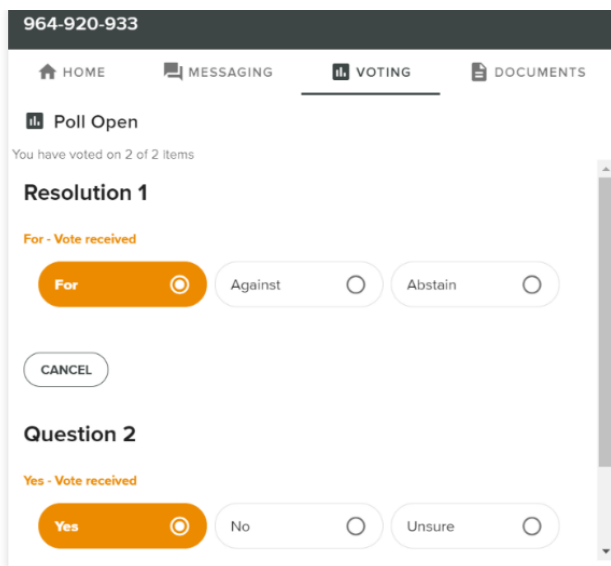 964-920-933
HOME MESSAGING VOTING DOCUMENTS
Poll Open
You have voted on 2 of 2 items
Resolution 1
For - Vote received
For Against Abstain
CANCEL
Question 2
Yes - Vote received
Yes No Unsure